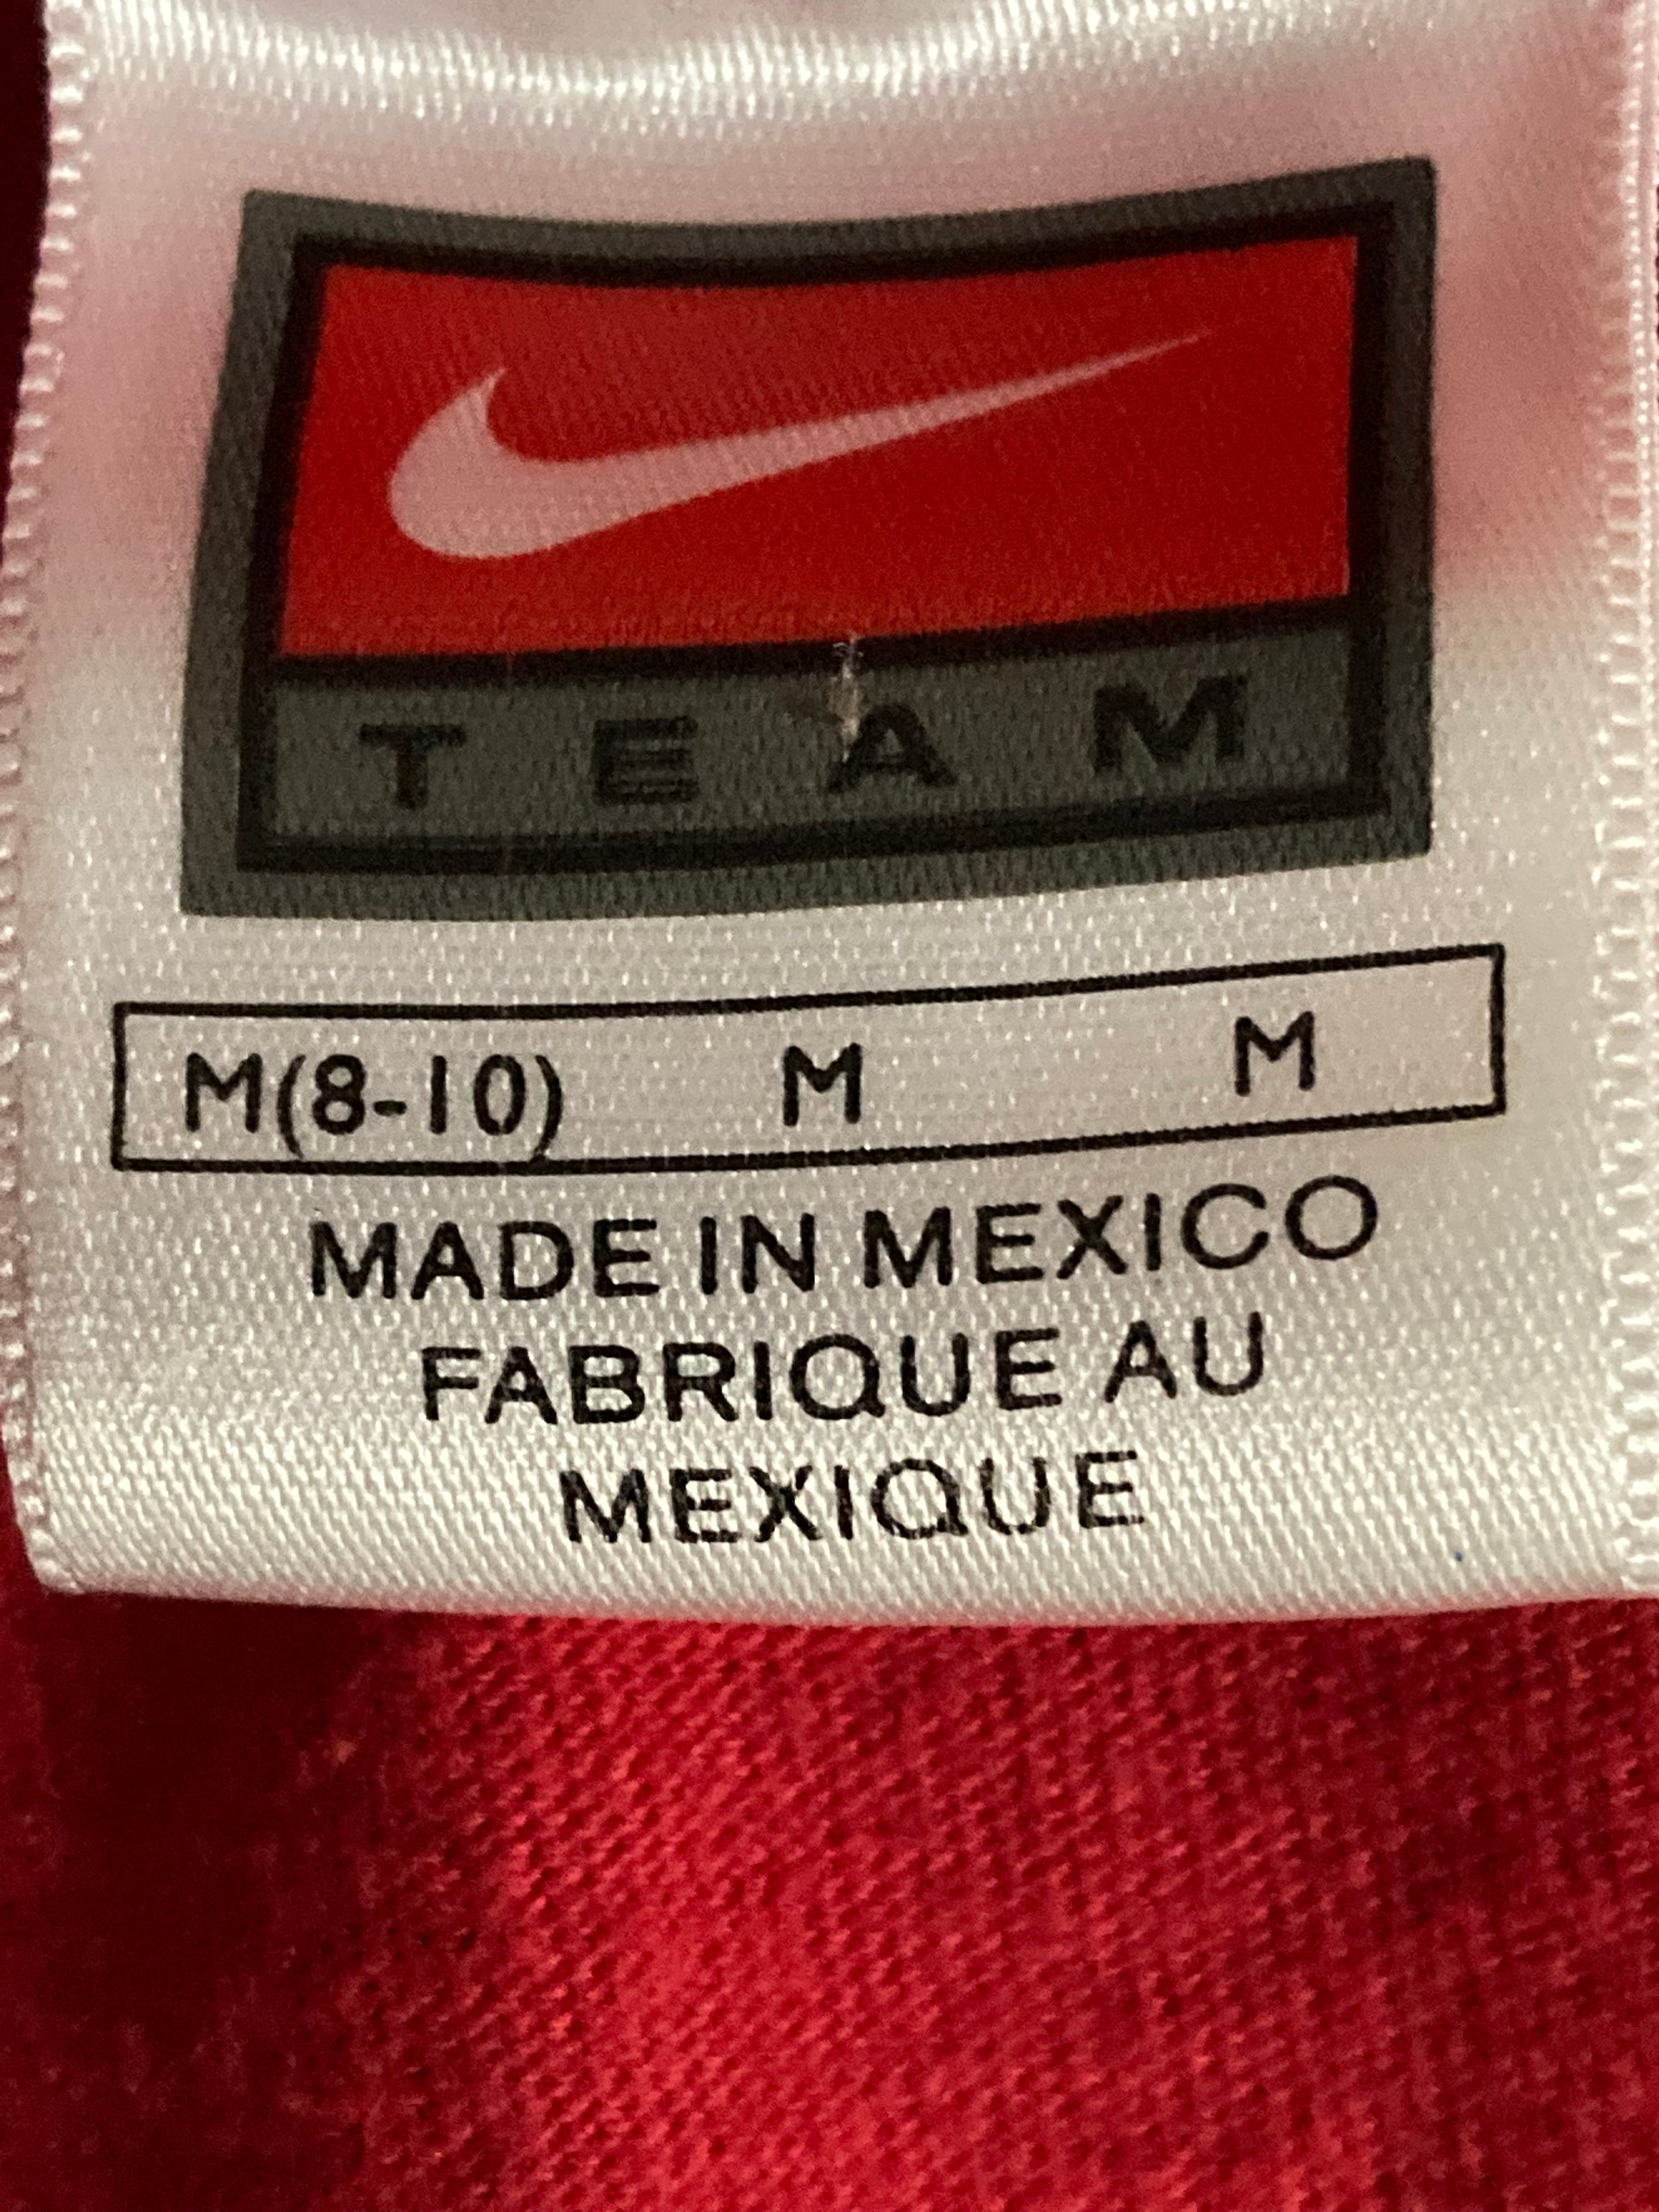 TEAM
M(8-10) M M
MADE IN MEXICO
FABRIQUE AU
MEXIQUE